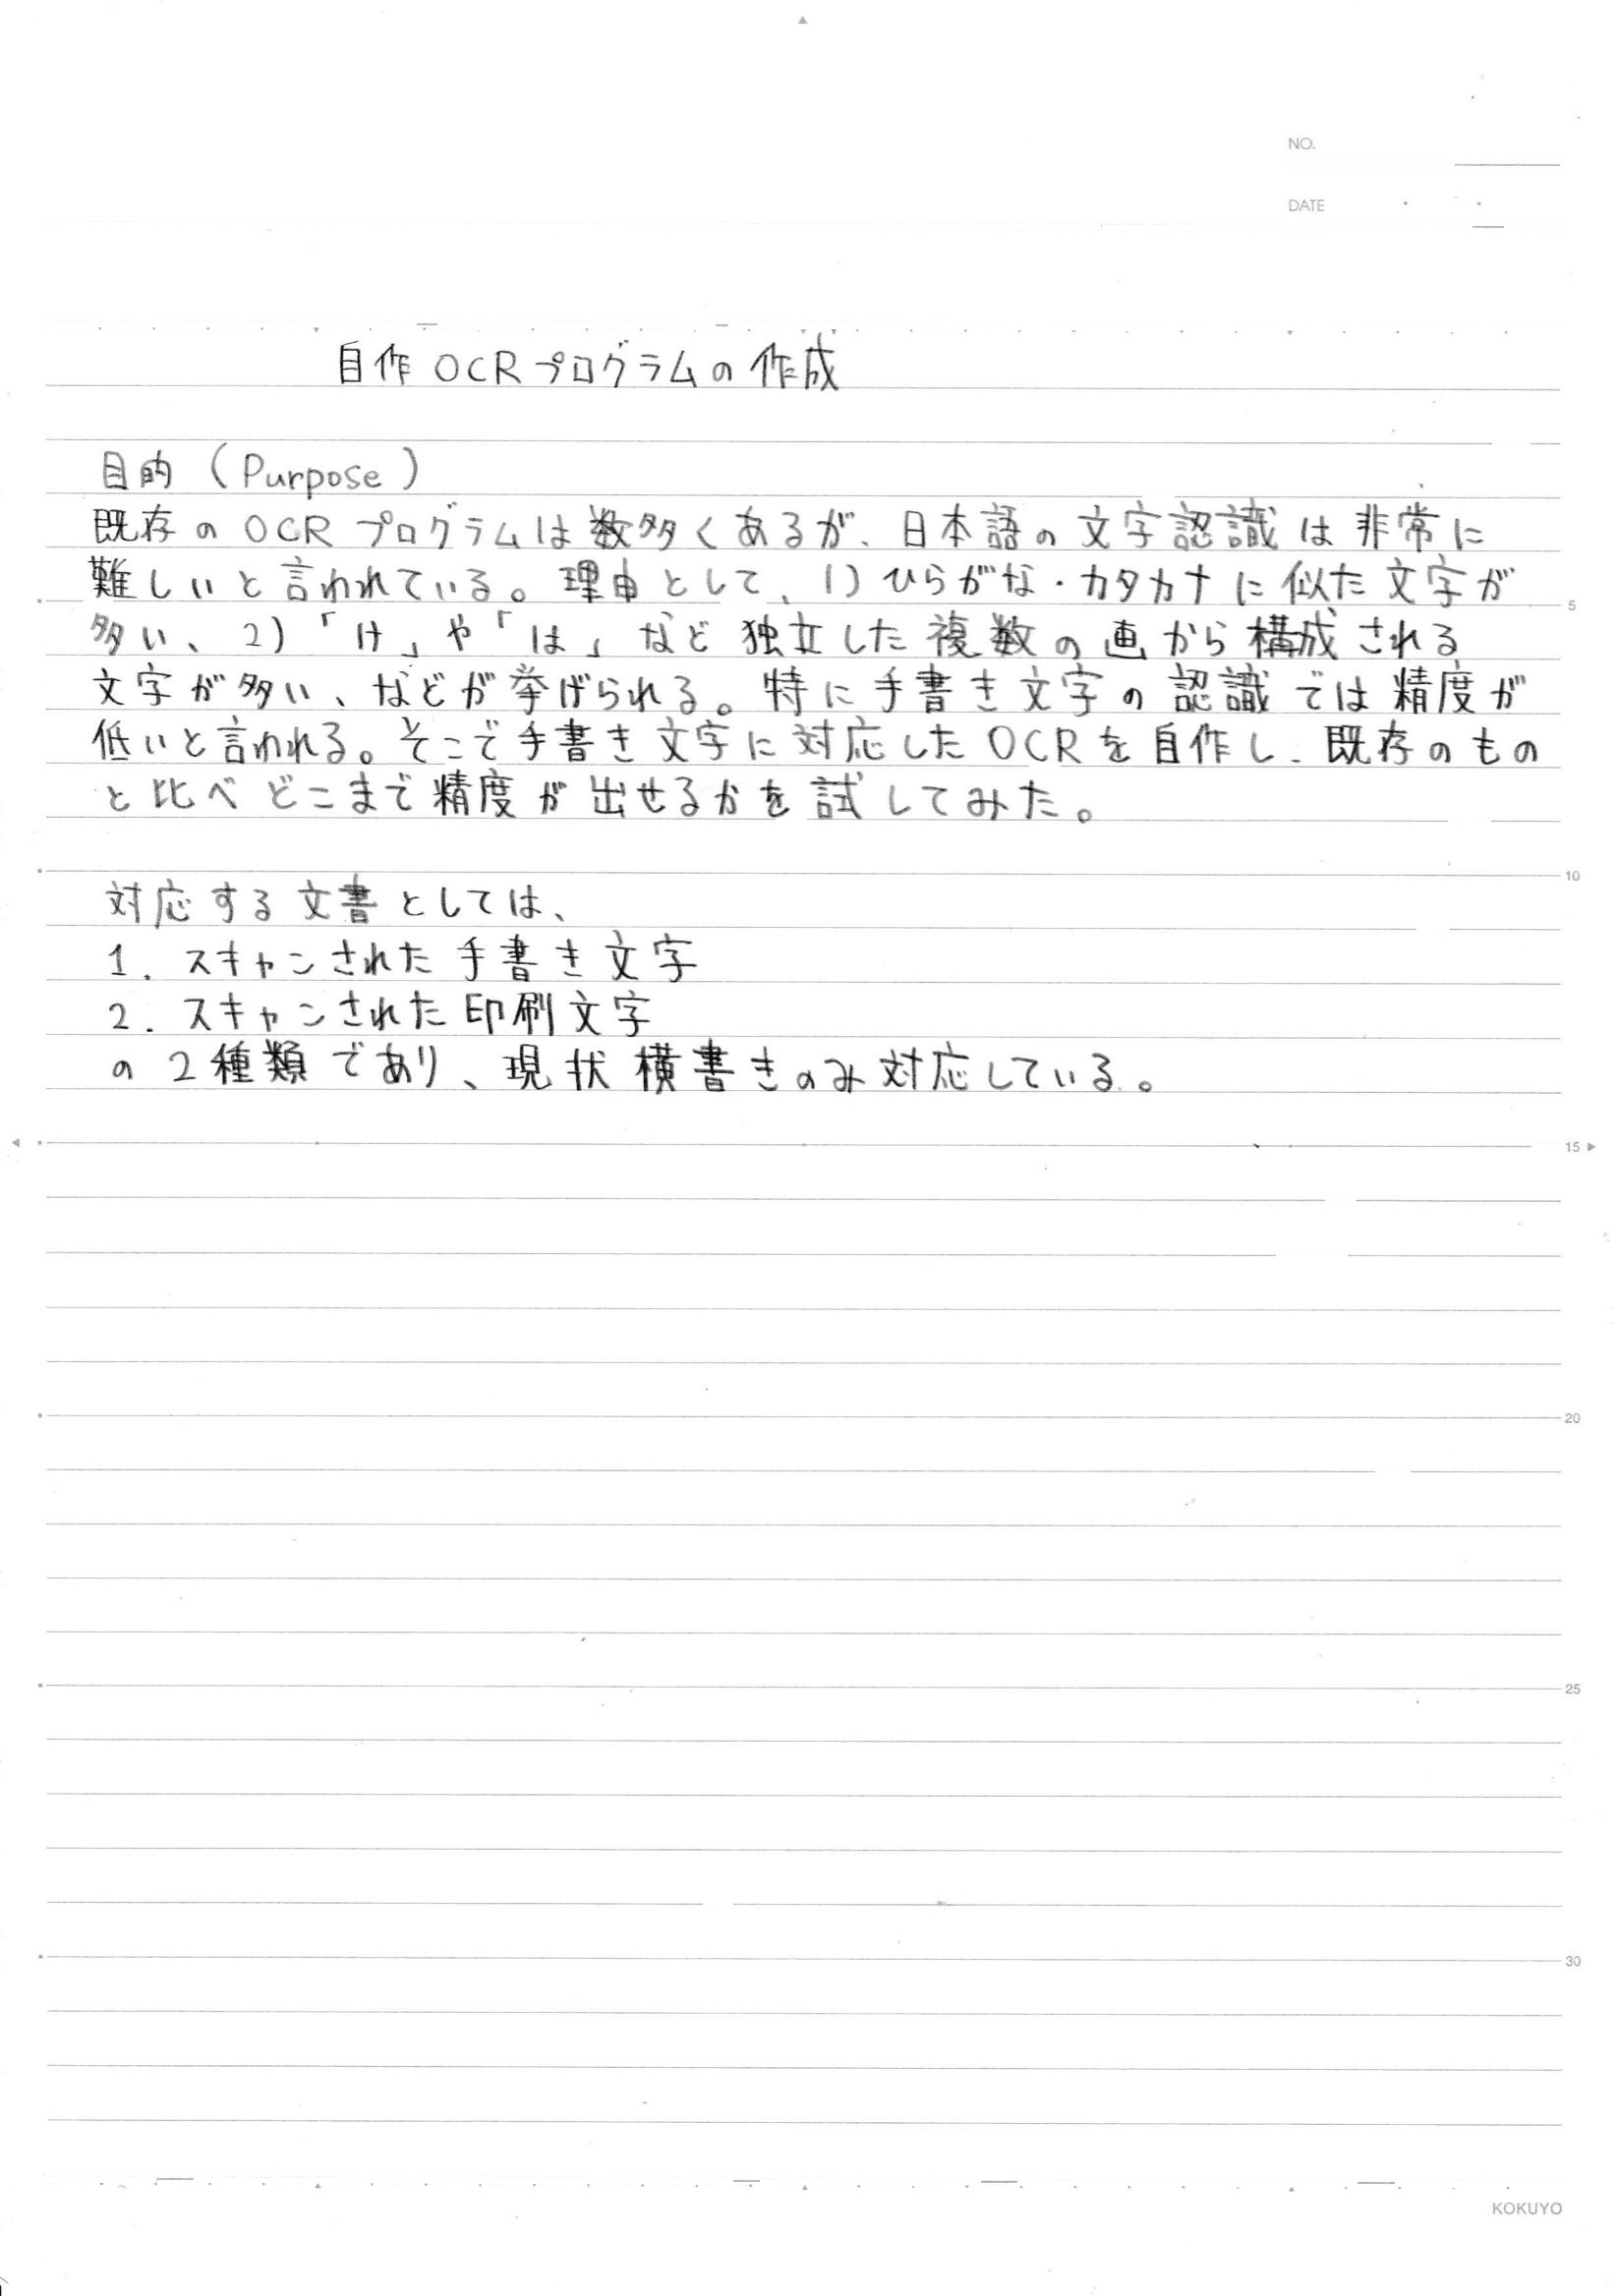 NO.
DATE
自作OCRプログラムの作成
目的（Purpose）
既存のOCRプログラムは数多くあるが、日本語の文字認識は非常に
難しいと言われている。理由として、1)ひらがな・カタカナに似た文字が
5
多い、2)「け」や「は」など独立した複数の画から構成される
文字が多い、などが挙げられる。特に手書き文字の認識では精度が
低いと言われる。そこで手書き文字に対応したOCRを自作し、既存のもの
と比べどこまで精度が出せるかを試してみた。
10
対応する文書としては、
1. スキャンされた手書き文字
2. スキャンされた印刷文字
の2種類であり、現状横書きのみ対応している。
15
20
25
30
KOKUYO